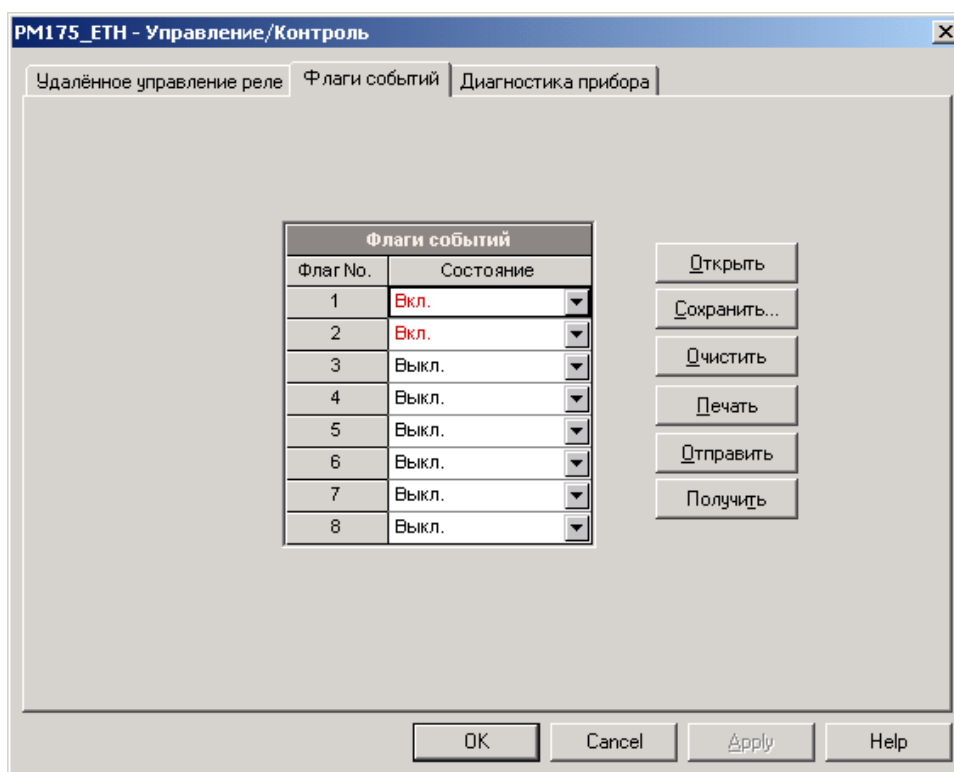 PM175_ETH - Управление/Контроль
Удалённое управление реле Флаги событий Диагностика прибора
Флаги событий
Флаг No. Состояние
1 Вкл.
2 Вкл.
3 Выкл.
4 Выкл.
5 Выкл.
6 Выкл.
7 Выкл.
8 Выкл.
Открыть
Сохранить...
Очистить
Печать
Отправить
Получить
OK Cancel Apply Help